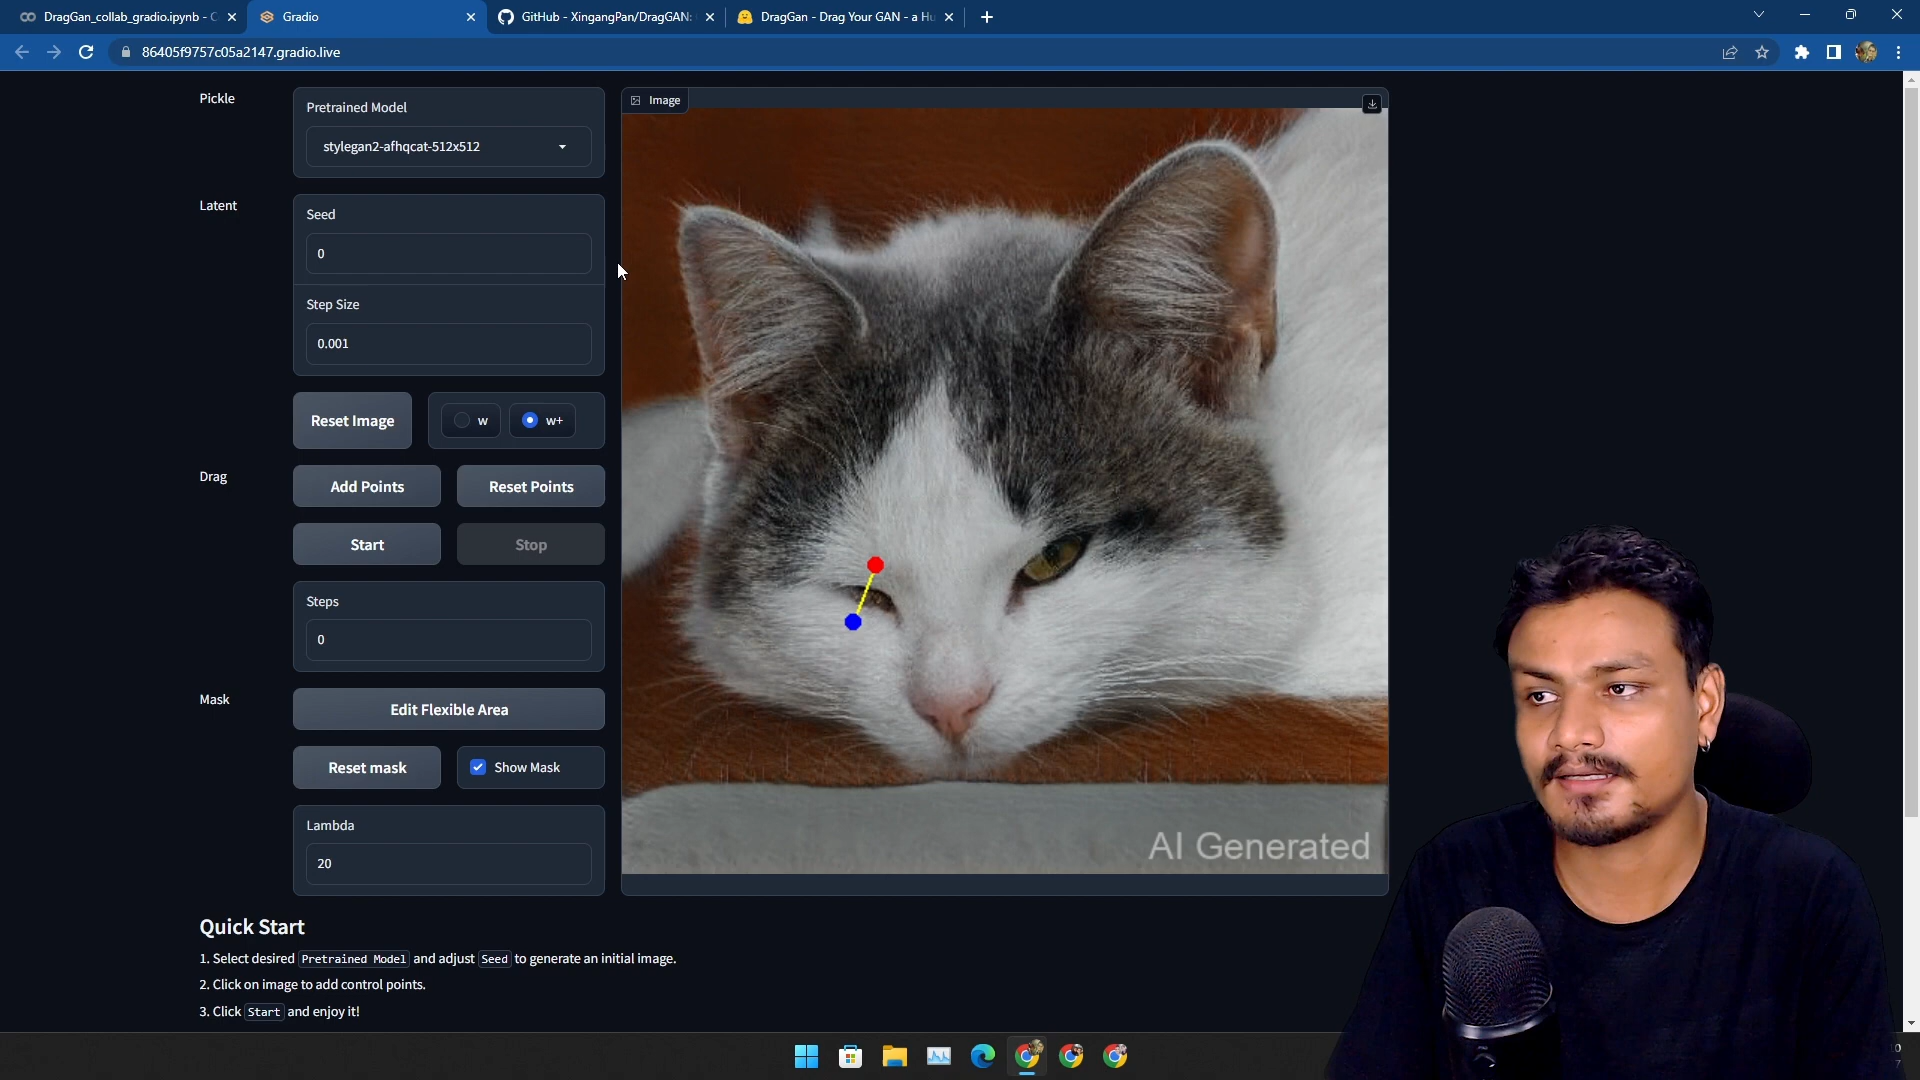 DragGan_collab_gradio.ipynb - C
Gradio
GitHub - XingangPan/DragGAN:
DragGan - Drag Your GAN - a Hu
86405f9757c05a2147.gradio.live
Pickle
Pretrained Model
stylegan2-afhqcat-512x512
Image
Latent
Seed
0
Step Size
0.001
Reset Image
w
w+
Drag
Add Points
Reset Points
Start
Stop
Steps
0
Mask
Edit Flexible Area
Reset mask
Show Mask
Lambda
20
AI Generated
Quick Start
1. Select desired Pretrained Model and adjust Seed to generate an initial image.
2. Click on image to add control points.
3. Click Start and enjoy it!